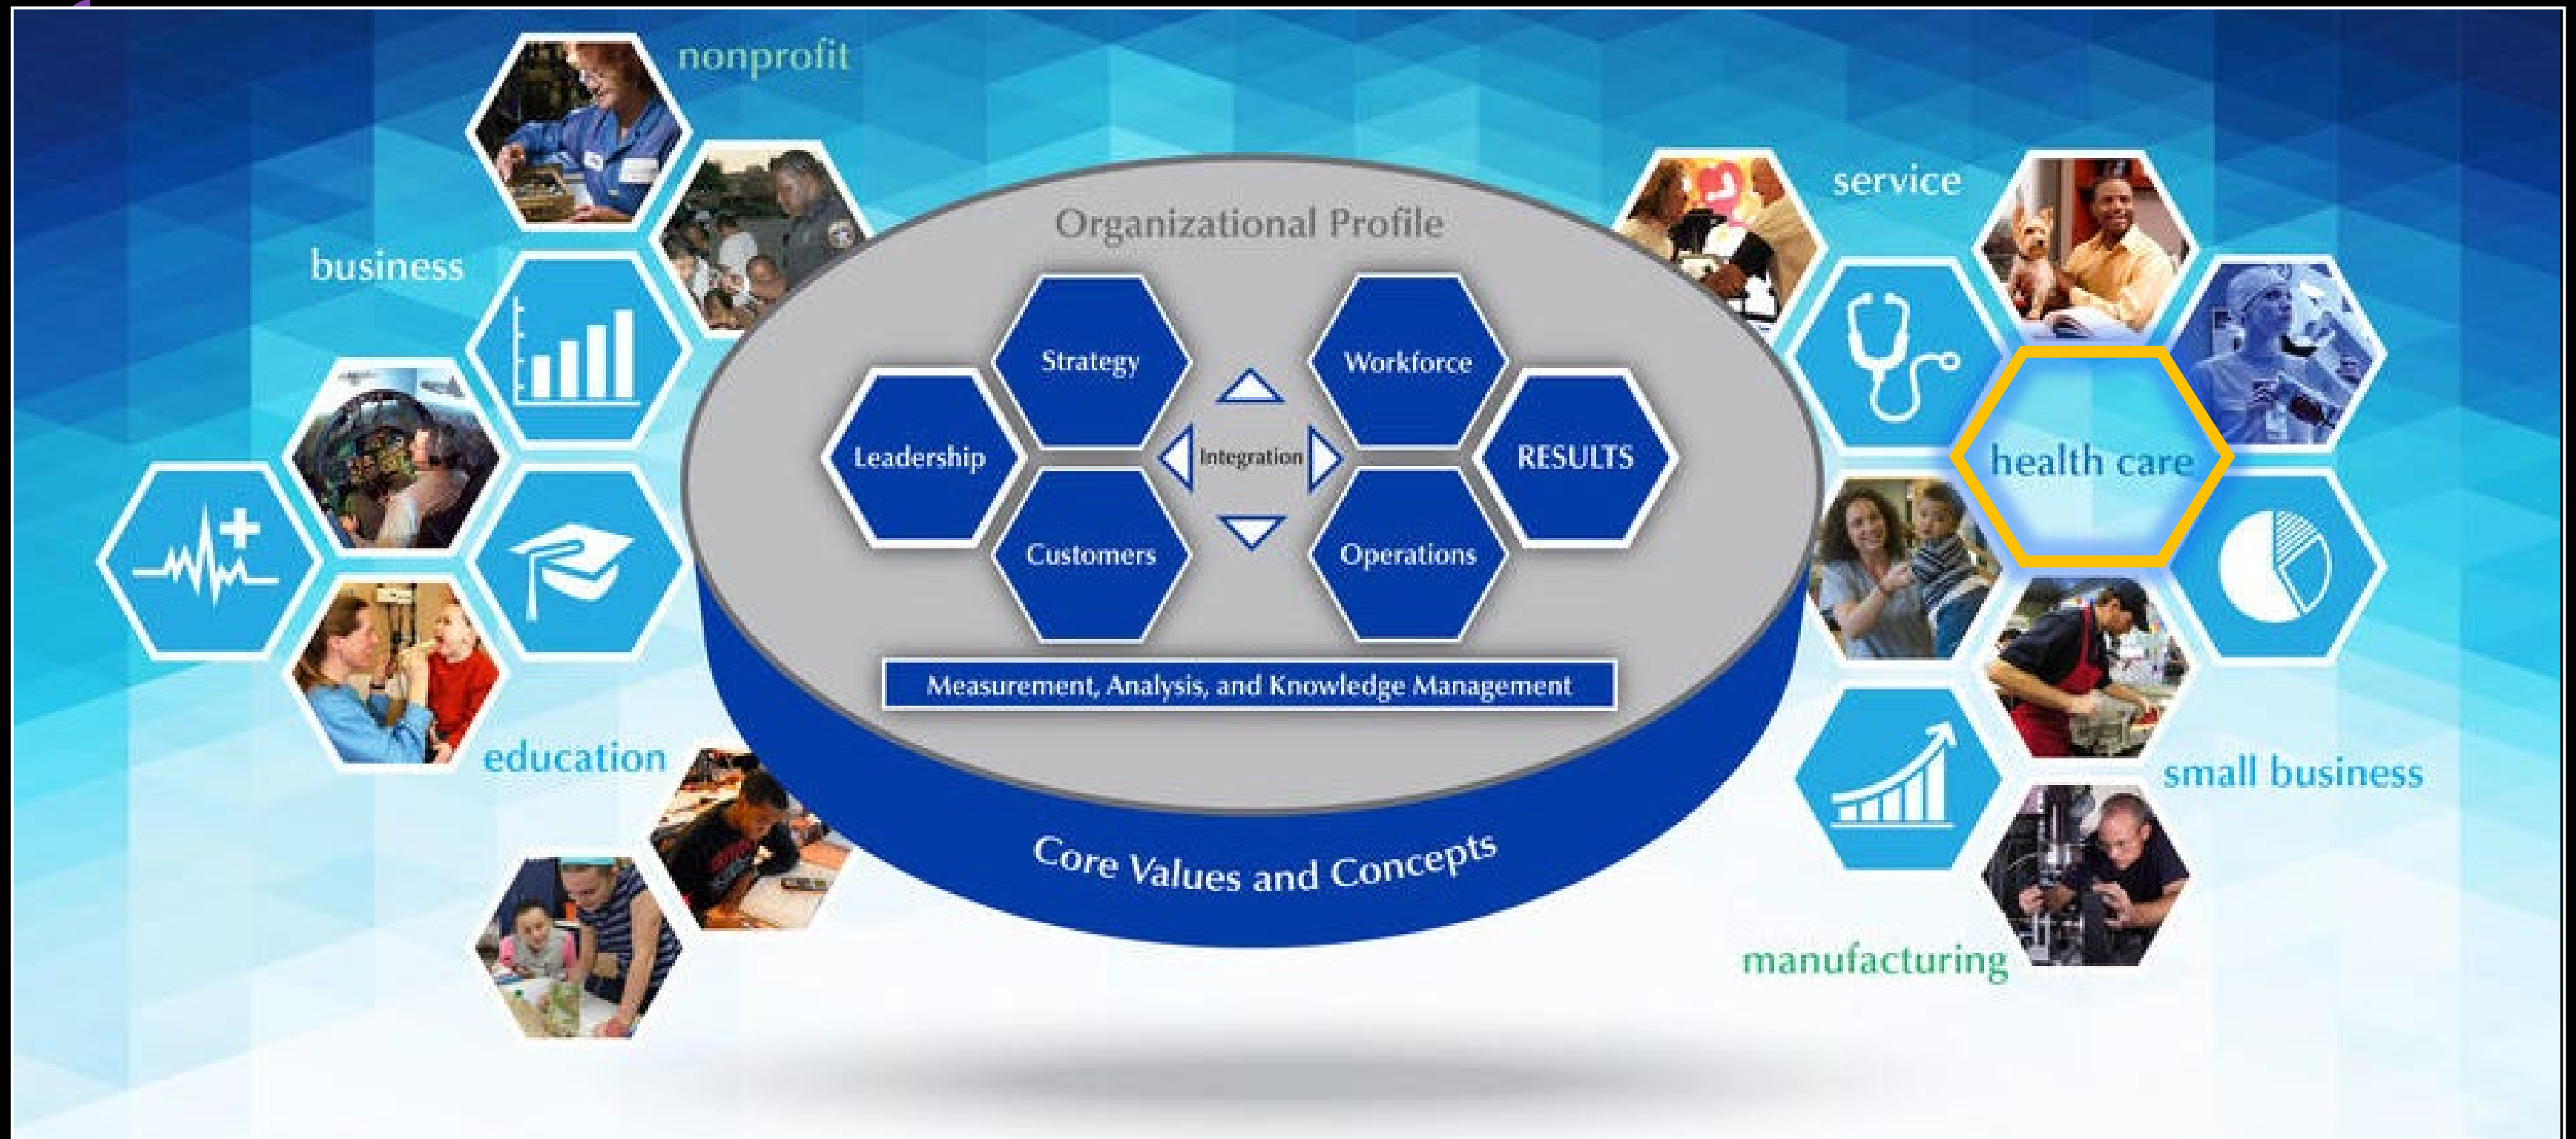 nonprofit
business
service
Organizational Profile
Strategy
Workforce
Leadership
Integration
RESULTS
health care
Customers
Operations
Measurement, Analysis, and Knowledge Management
education
small business
Core Values and Concepts
manufacturing